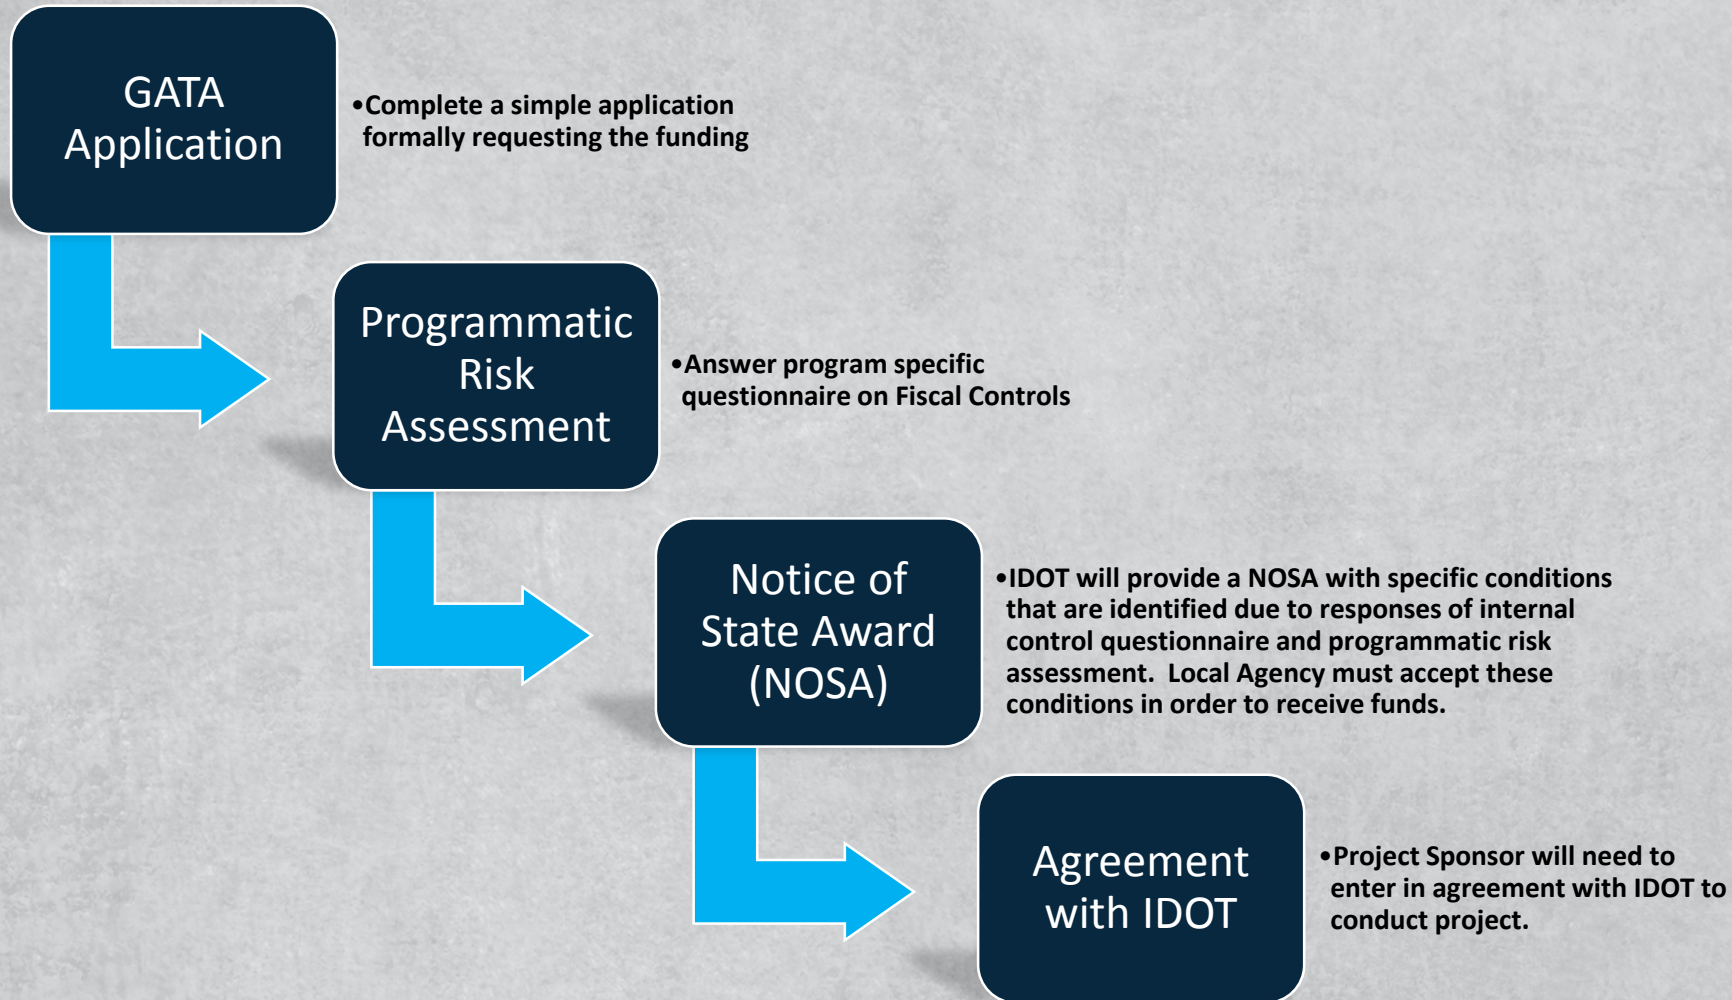 GATA
Application
•Complete a simple application
formally requesting the funding
Programmatic
Risk
Assessment
•Answer program specific
questionnaire on Fiscal Controls
Notice of
State Award
(NOSA)
•IDOT will provide a NOSA with specific conditions
that are identified due to responses of internal
control questionnaire and programmatic risk
assessment.  Local Agency must accept these
conditions in order to receive funds.
Agreement
with IDOT
•Project Sponsor will need to
enter in agreement with IDOT to
conduct project.